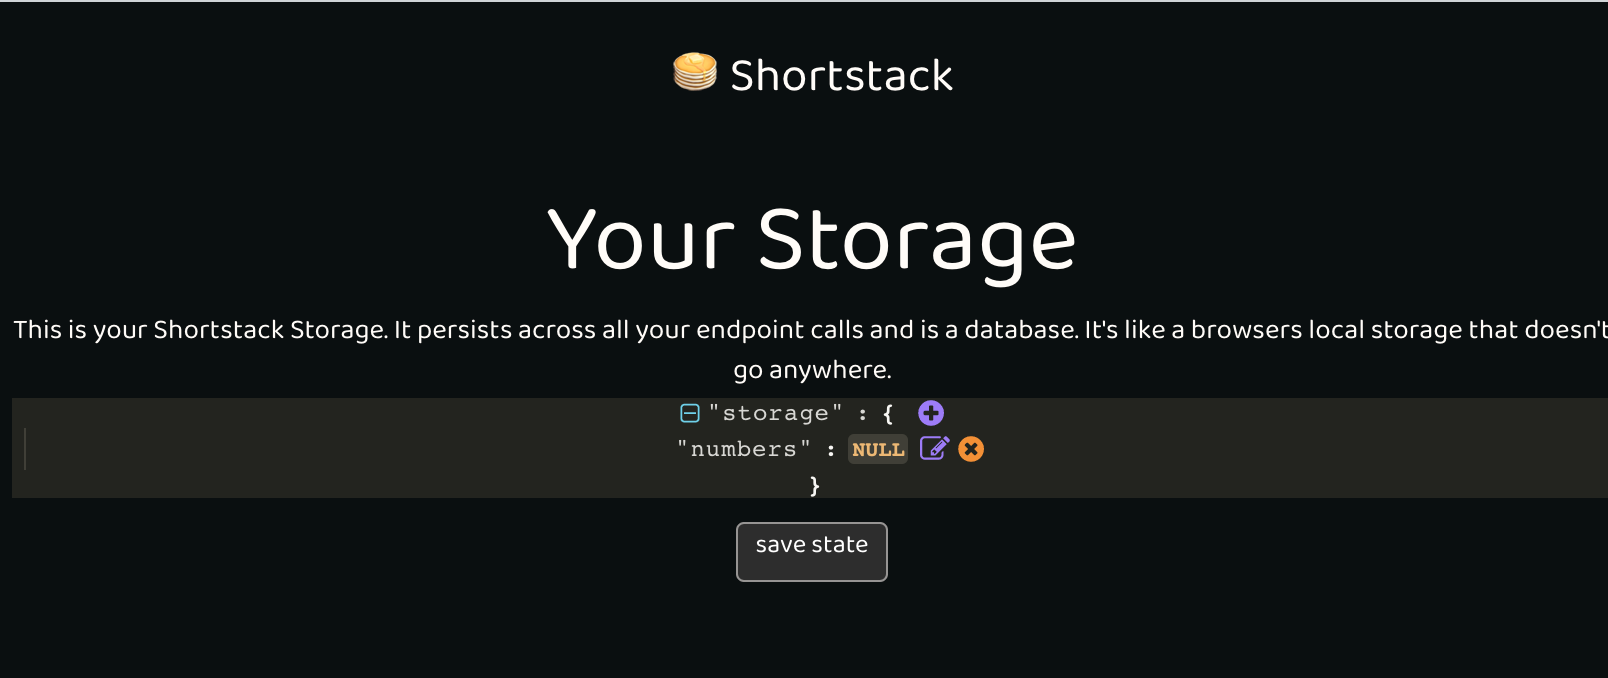 Shortstack
Your Storage
This is your Shortstack Storage. It persists across all your endpoint calls and is a database. It's like a browsers local storage that doesn't
go anywhere.
"storage" : {
"numbers" : NULL
}
save state